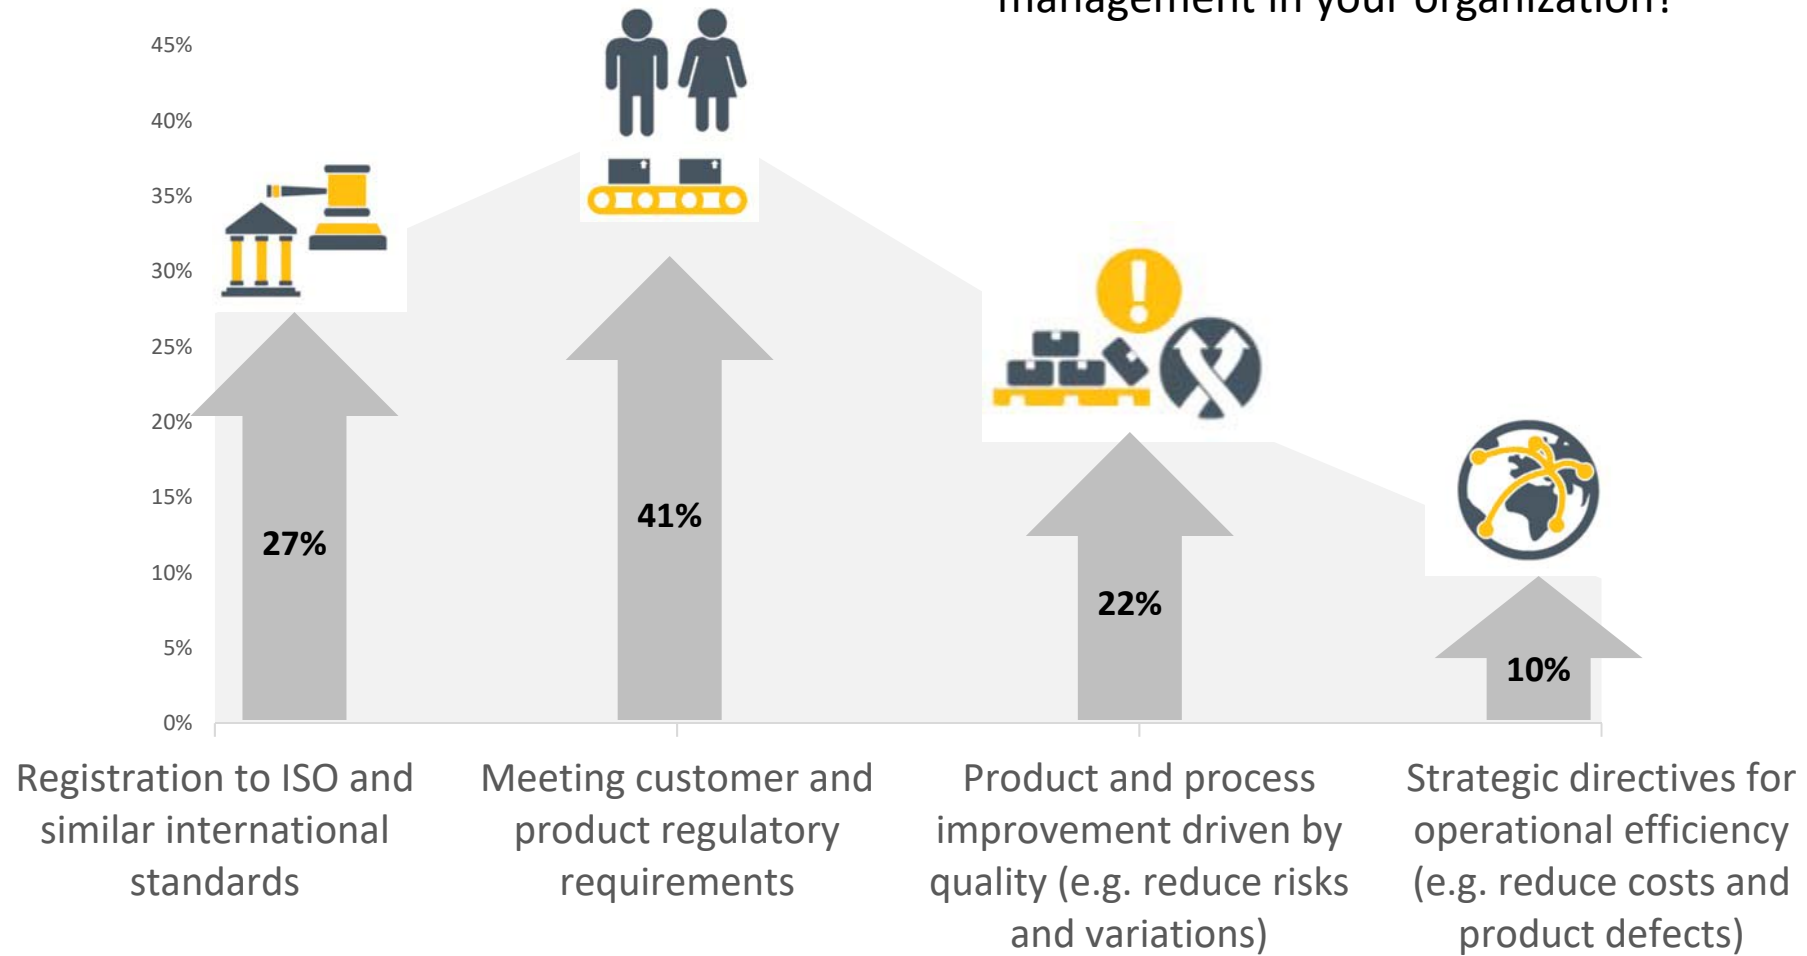 management in your organization?
45%
40%
35%
30%
25%
20%
15%
10%
5%
0%
27%
41%
22%
10%
Registration to ISO and
similar international
standards
Meeting customer and
product regulatory
requirements
Product and process
improvement driven by
quality (e.g. reduce risks
and variations)
Strategic directives for
operational efficiency
(e.g. reduce costs and
product defects)